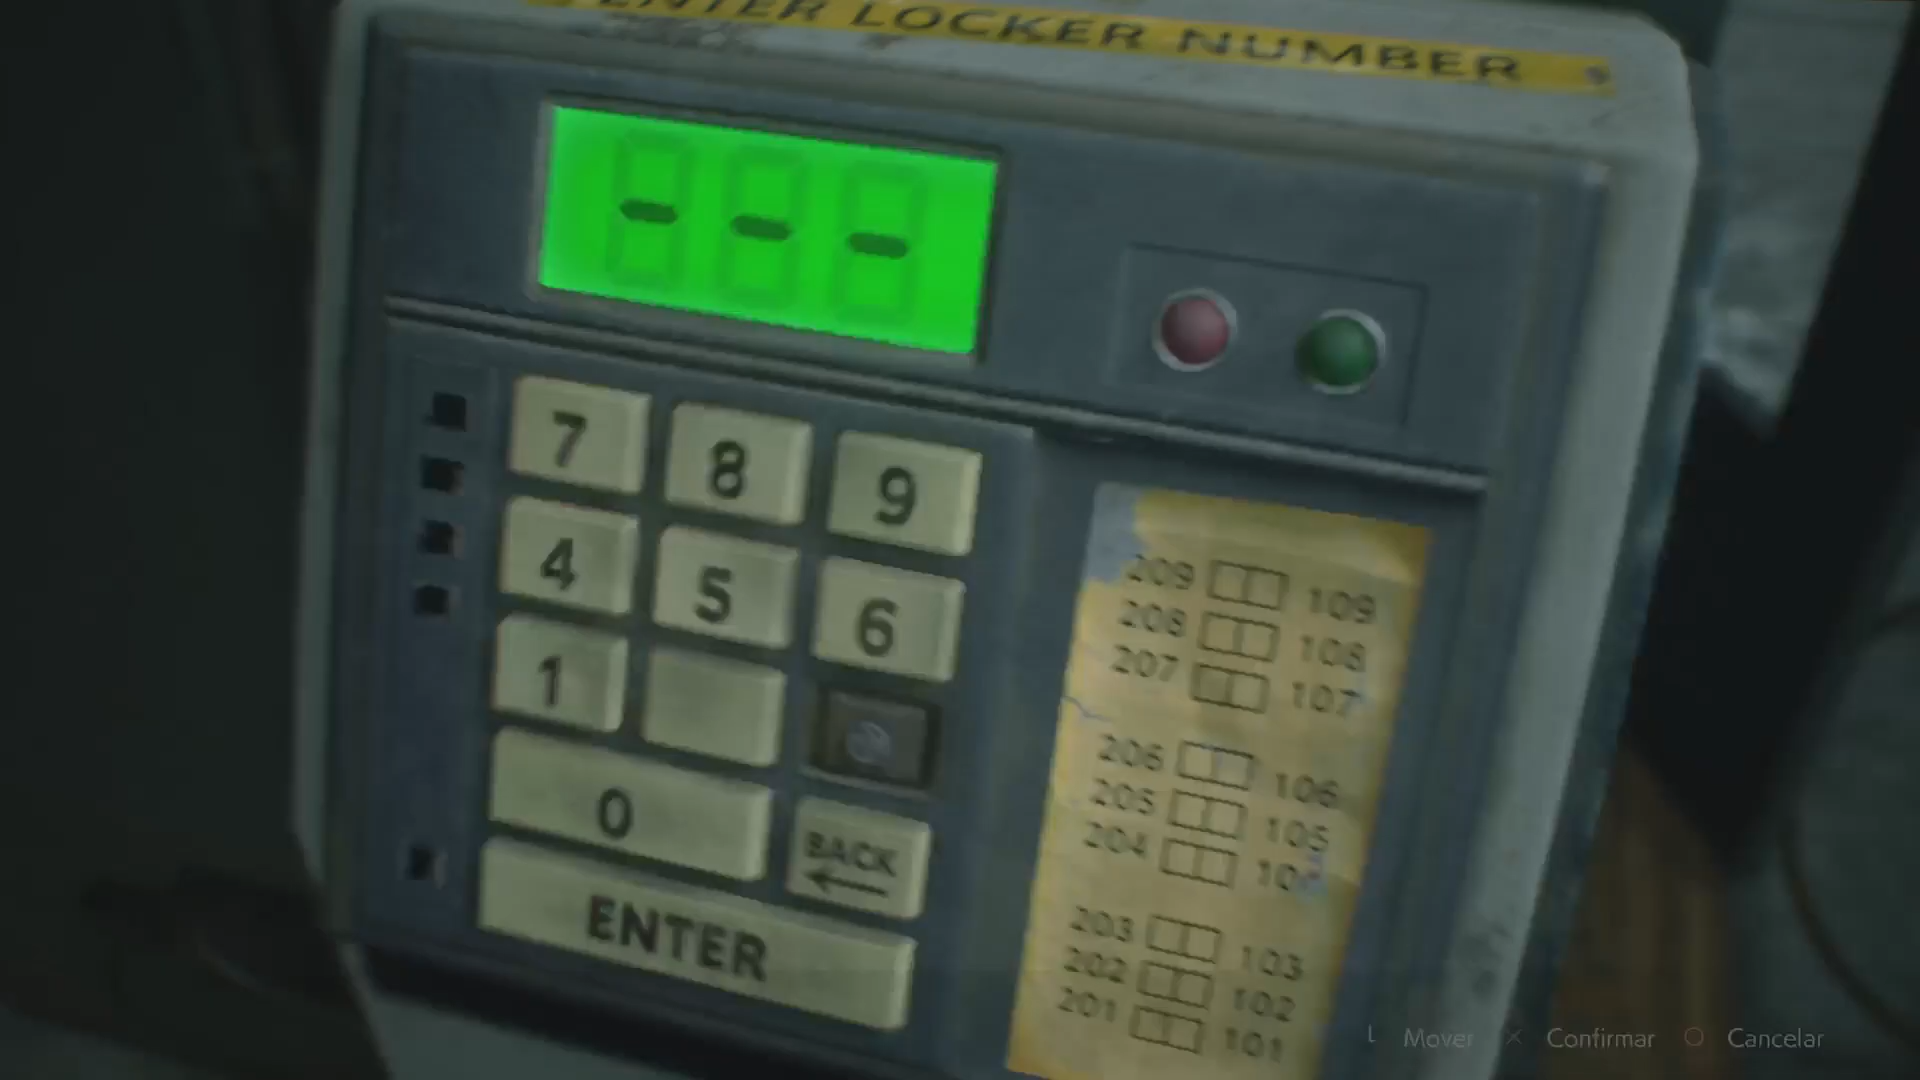 ENTER LOCKER NUMBER
7 8 9
4 5 6
1
0 BACK
ENTER
209 109
208 108
207 107
206 106
205 105
204
203 103
202 102
201 101
L Mover X Confirmar O Cancelar